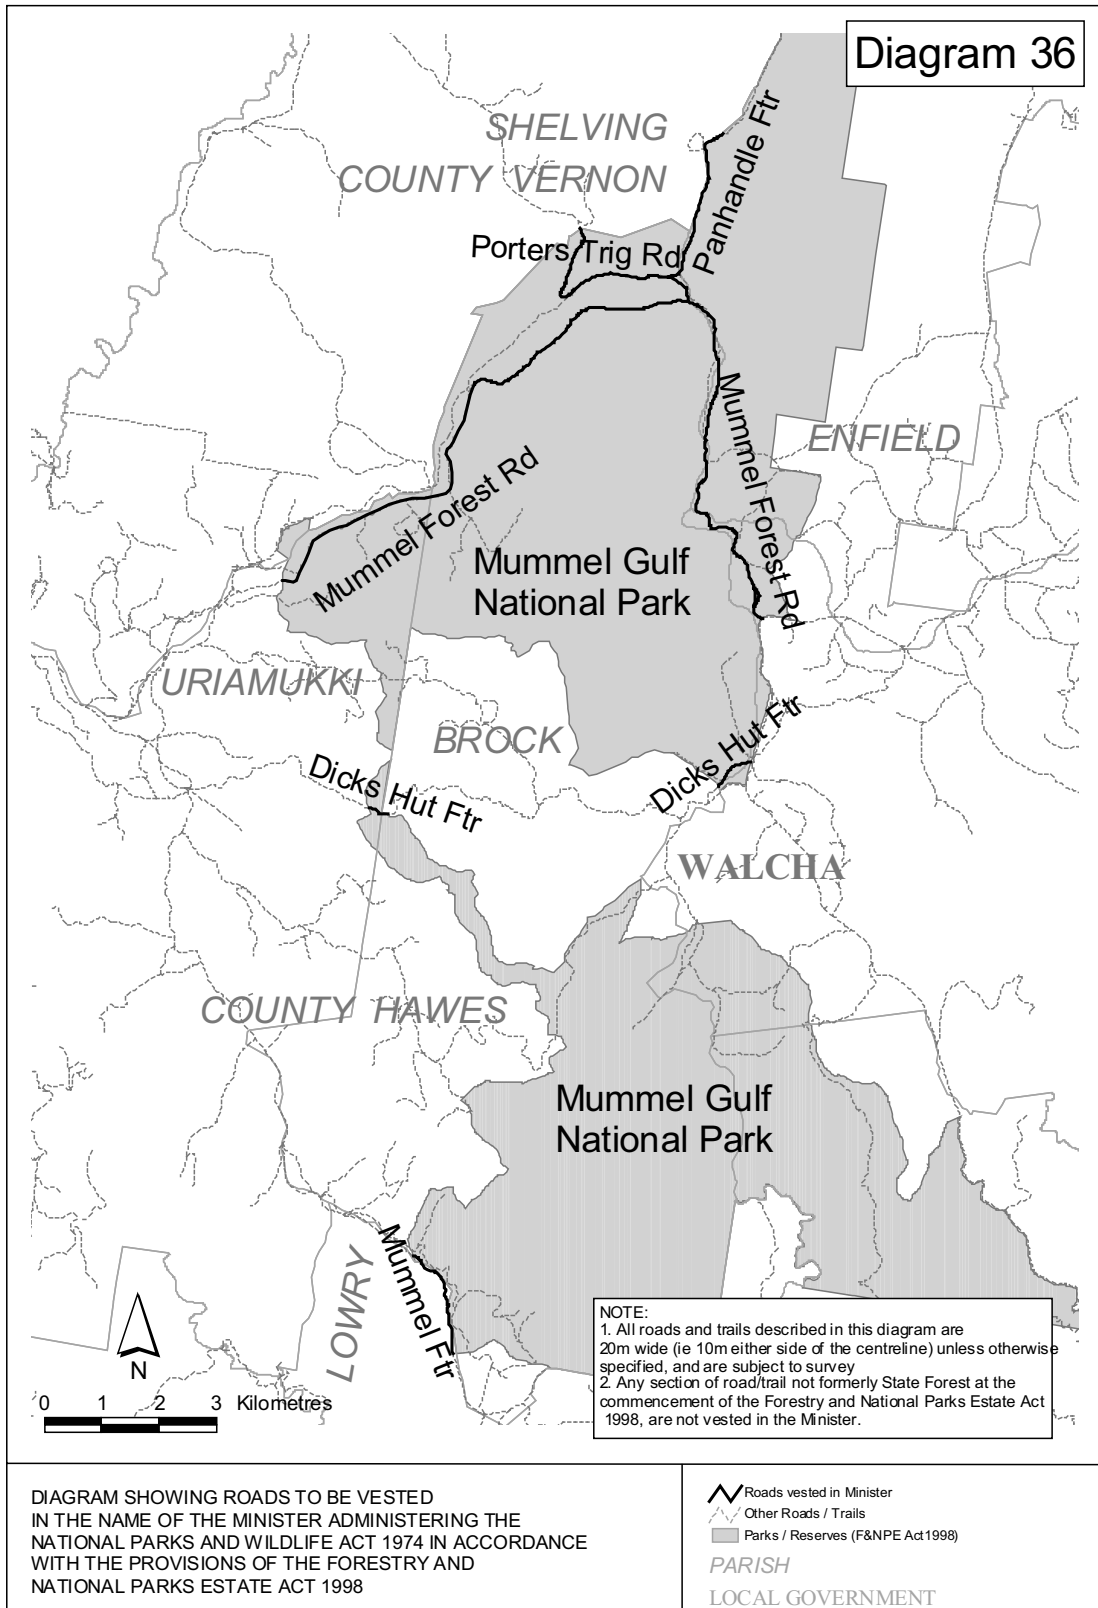 Diagram 36
SHELVING
COUNTY VERNON
Panhandle Ftr
Porters Trig Rd
Mummel Forest Rd
ENFIELD
Mummel Forest Rd
Mummel Gulf
National Park
URIAMUKKI
BROCK
Dicks Hut Ftr
Dicks Hut Ftr
WALCHA
COUNTY HAWES
Mummel Gulf
National Park
LOWRY
Mummel Ftr
N
0 1 2 3 Kilometres
NOTE:
1. All roads and trails described in this diagram are
20m wide (ie 10m either side of the centreline) unless otherwise
specified, and are subject to survey
2. Any section of road/trail not formerly State Forest at the
commencement of the Forestry and National Parks Estate Act
1998, are not vested in the Minister.
DIAGRAM SHOWING ROADS TO BE VESTED
IN THE NAME OF THE MINISTER ADMINISTERING THE
NATIONAL PARKS AND WILDLIFE ACT 1974 IN ACCORDANCE
WITH THE PROVISIONS OF THE FORESTRY AND
NATIONAL PARKS ESTATE ACT 1998
Roads vested in Minister
Other Roads / Trails
Parks / Reserves (F&NPE Act1998)
PARISH
LOCAL GOVERNMENT